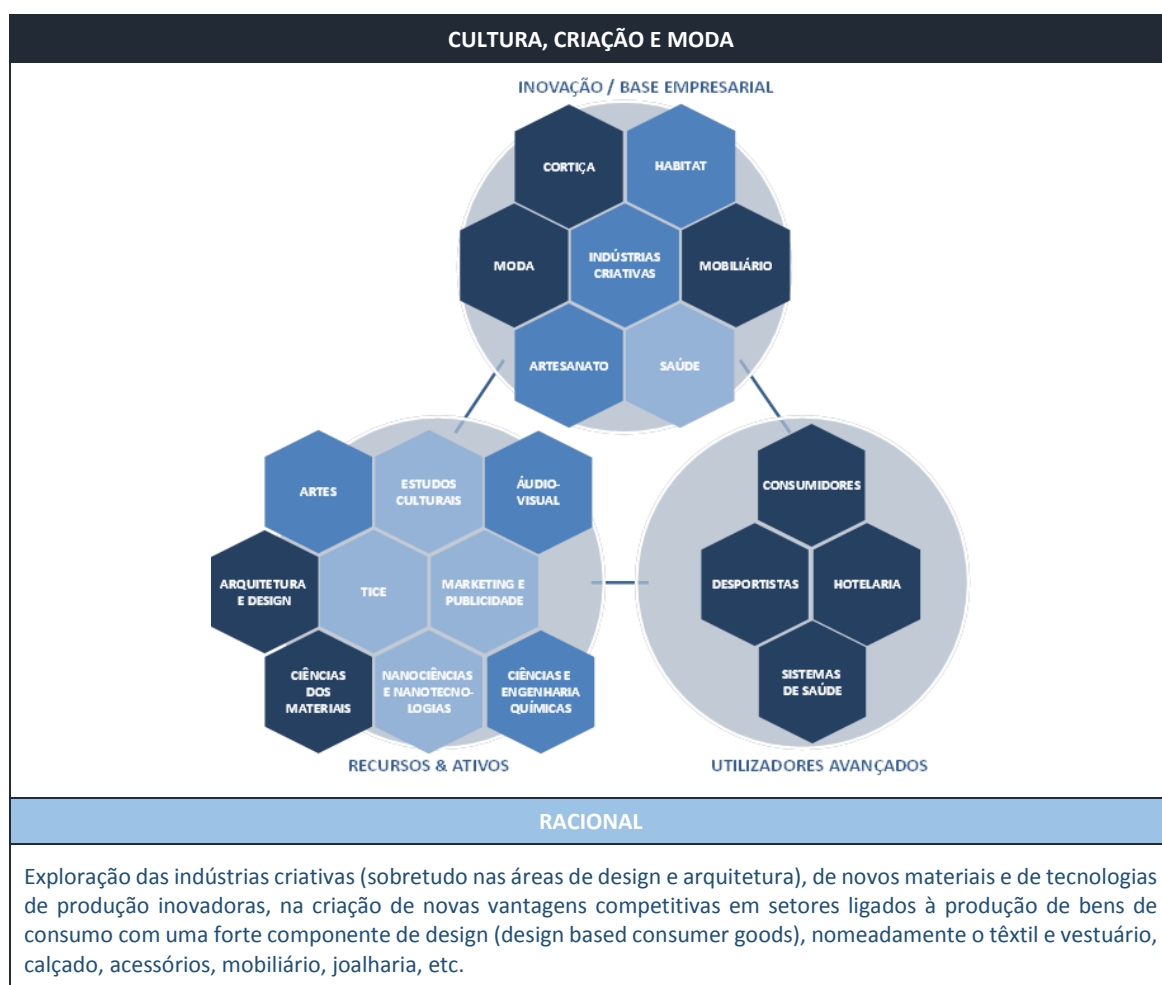 CULTURA, CRIAÇÃO E MODA
INOVAÇÃO / BASE EMPRESARIAL
CORTIÇA
HABITAT
MODA
INDÚSTRIAS
CRIATIVAS
MOBILIÁRIO
ARTESANATO
SAÚDE
ARTES
ESTUDOS
CULTURAIS
ÁUDIO-
VISUAL
ARQUITETURA
E DESIGN
TICE
MARKETING E
PUBLICIDADE
CIÊNCIAS
DOS
MATERIAIS
NANOCIÊNCIAS
E NANOTECNO-
LOGIAS
CIÊNCIAS E
ENGENHARIA
QUÍMICAS
RECURSOS & ATIVOS
CONSUMIDORES
DESPORTISTAS
HOTELARIA
SISTEMAS
DE SAÚDE
UTILIZADORES AVANÇADOS
RACIONAL
Exploração das indústrias criativas (sobretudo nas áreas de design e arquitetura), de novos materiais e de tecnologias
de produção inovadoras, na criação de novas vantagens competitivas em setores ligados à produção de bens de
consumo com uma forte componente de design (design based consumer goods), nomeadamente o têxtil e vestuário,
calçado, acessórios, mobiliário, joalharia, etc.